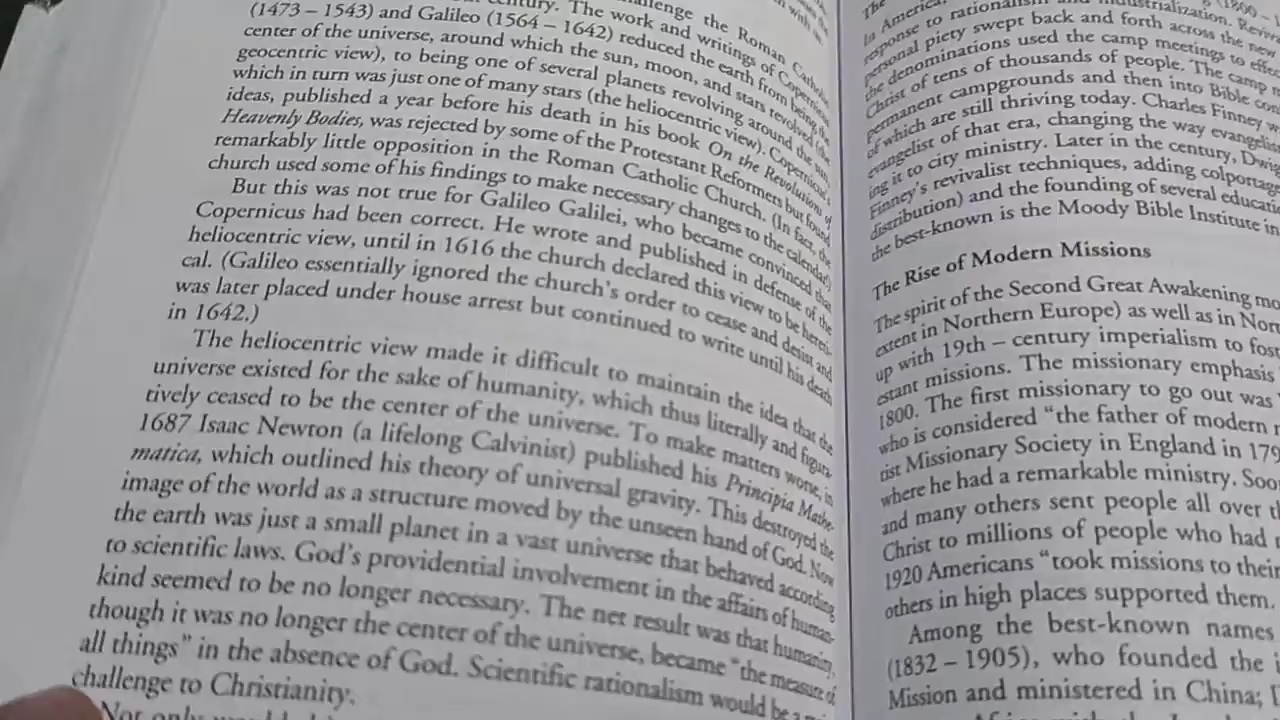 century. The work and writings of Copernicus
(1473 – 1543) and Galileo (1564 – 1642) reduced the earth from being the
center of the universe, around which the sun, moon, and stars revolved (the
geocentric view), to being one of several planets revolving around the sun,
which in turn was just one of many stars (the heliocentric view). Copernicus's
ideas, published a year before his death in his book On the Revolutions of
Heavenly Bodies, was rejected by some of the Protestant Reformers but found
remarkably little opposition in the Roman Catholic Church. (In fact, the
church used some of his findings to make necessary changes to the calendar.)
But this was not true for Galileo Galilei, who became convinced that
Copernicus had been correct. He wrote and published in defense of the
heliocentric view, until in 1616 the church declared this view to be hereti-
cal. (Galileo essentially ignored the church's order to cease and desist and
was later placed under house arrest but continued to write until his death
in 1642.)
The heliocentric view made it difficult to maintain the idea that the
universe existed for the sake of humanity, which thus literally and figura-
tively ceased to be the center of the universe. To make matters worse, in
1687 Isaac Newton (a lifelong Calvinist) published his Principia Mathe-
matica, which outlined his theory of universal gravity. This destroyed the
image of the world as a structure moved by the unseen hand of God. Now
the earth was just a small planet in a vast universe that behaved according
to scientific laws. God's providential involvement in the affairs of human-
kind seemed to be no longer necessary. The net result was that humanity,
though it was no longer the center of the universe, became "the measure of
all things" in the absence of God. Scientific rationalism would be a
challenge to Christianity.
Not only
In America
response to rationalism and industrialization.
personal piety swept back and forth across the new
the denominations used the camp meetings to
Christ of tens of thousands of people. The camp
permanent campgrounds and then into Bible
of which are still thriving today. Charles Finney
evangelist of that era, changing the way
ing it to city ministry. Later in the century,
Finney's revivalist techniques, adding
distribution) and the founding of several
the best-known is the Moody Bible Institute in
The Rise of Modern Missions
The spirit of the Second Great Awakening
extent in Northern Europe) as well as in
up with 19th – century imperialism to
estant missions. The missionary emphasis
1800. The first missionary to go out was
who is considered "the father of modern
tist Missionary Society in England in
where he had a remarkable ministry.
and many others sent people all over
Christ to millions of people who had
1920 Americans "took missions to their
others in high places supported them.
Among the best-known names
(1832 – 1905), who founded the
Mission and ministered in China;